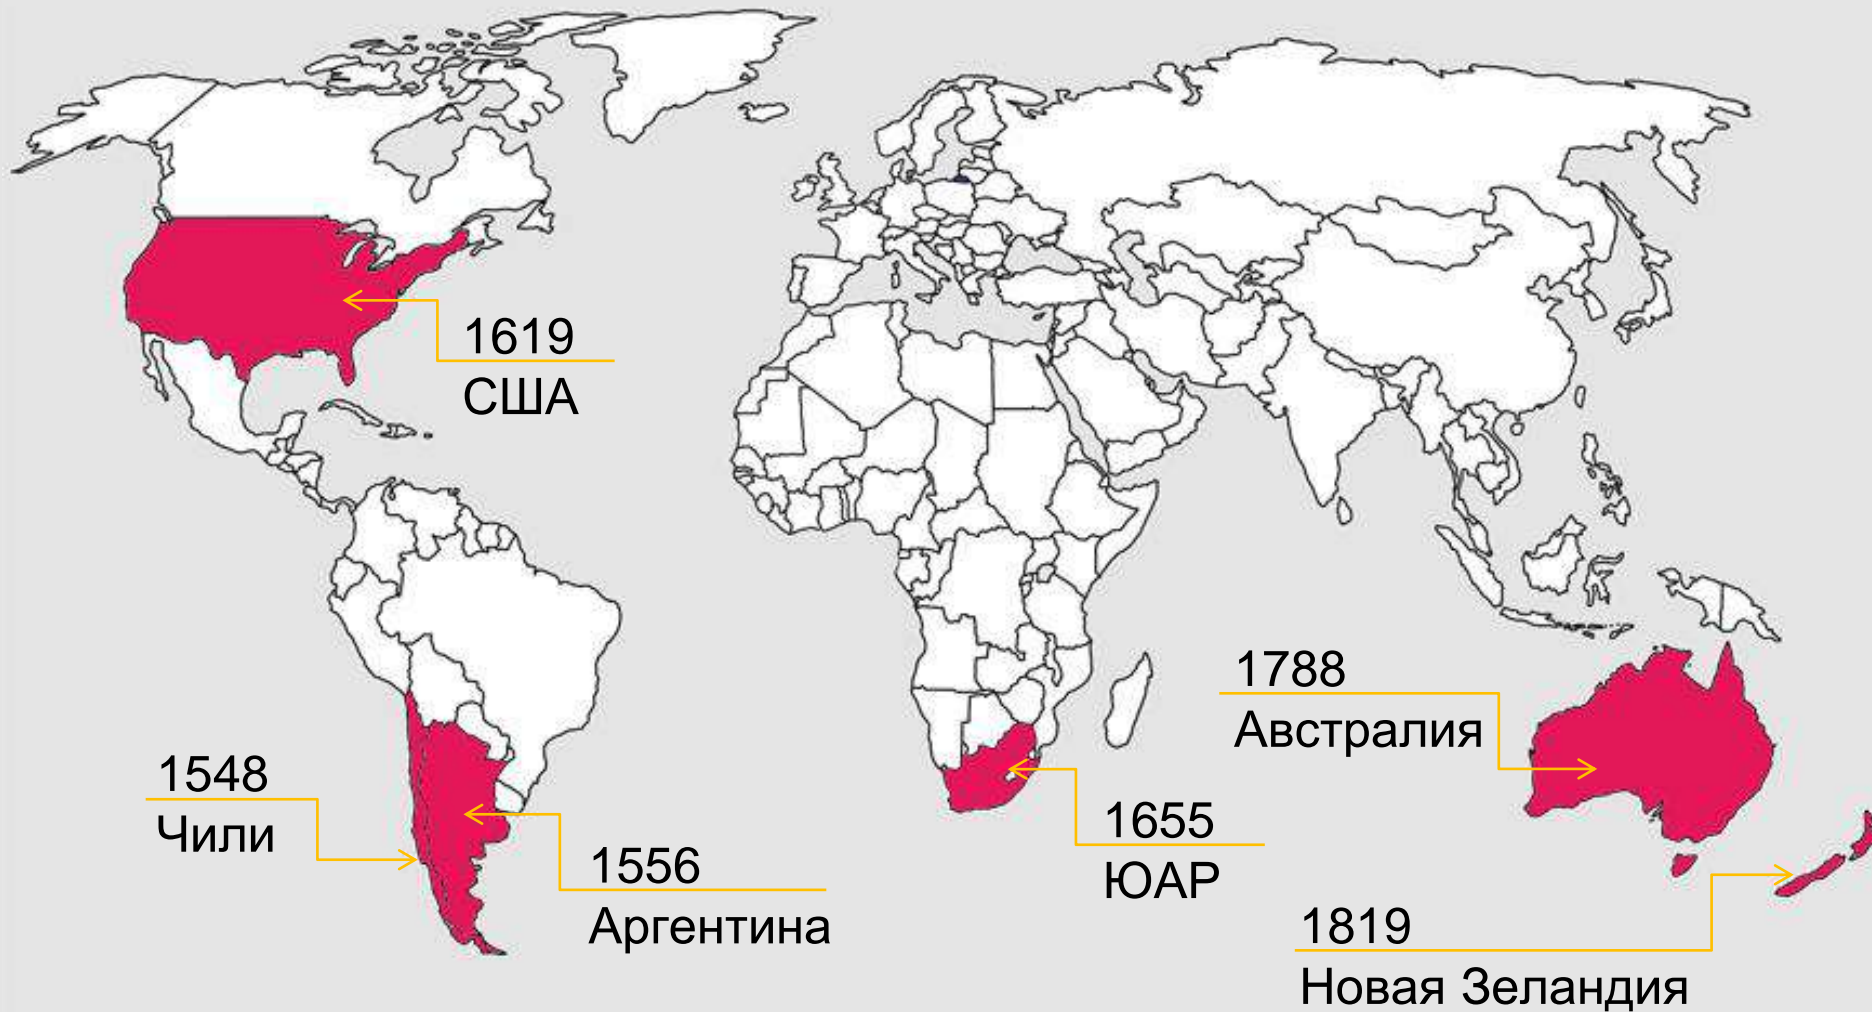 1619
США
1788
Австралия
1548
Чили
1655
ЮАР
1556
Аргентина
1819
Новая Зеландия